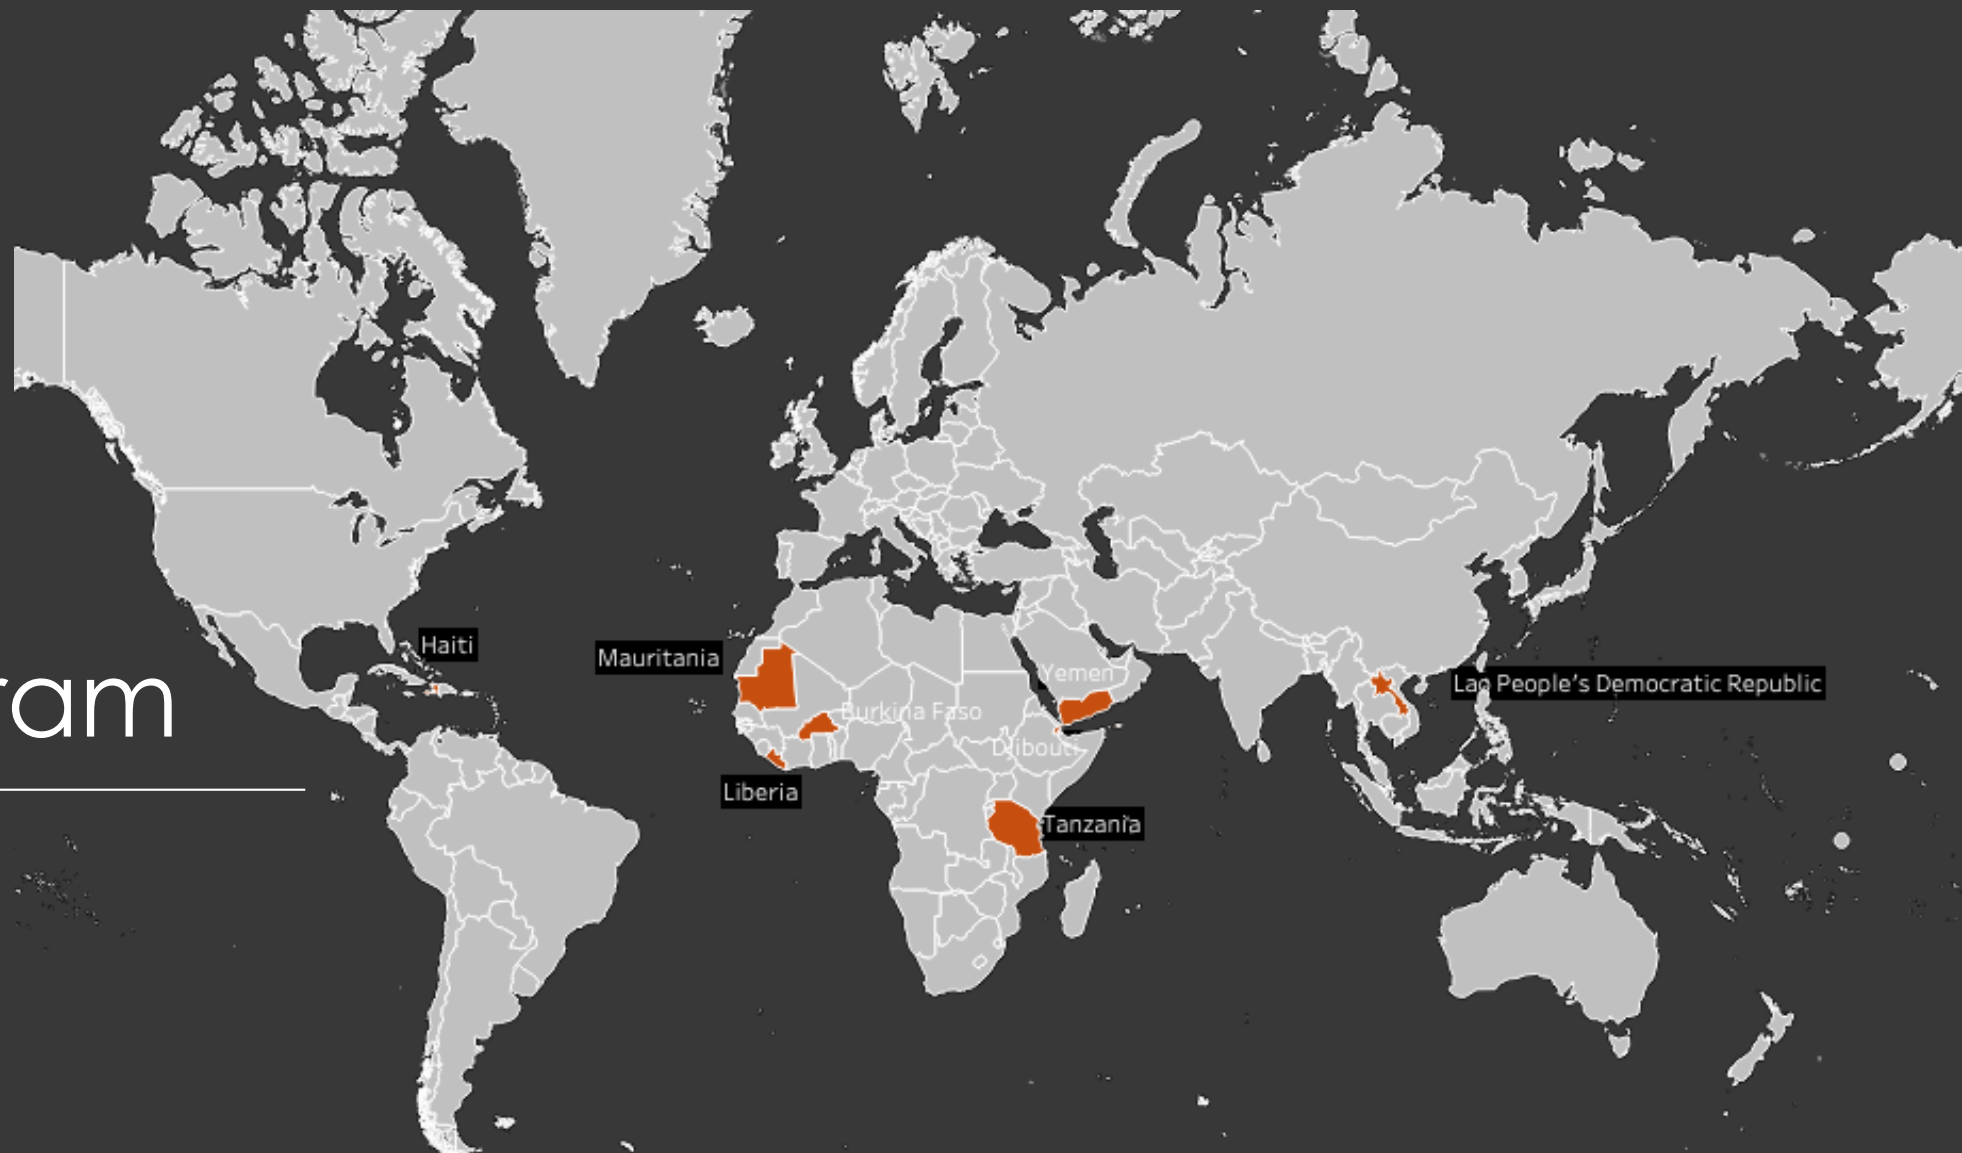 ram
Haiti
Mauritania
Yemen
Lao People's Democratic Republic
Burkina Faso
Djibouti
Liberia
Tanzania